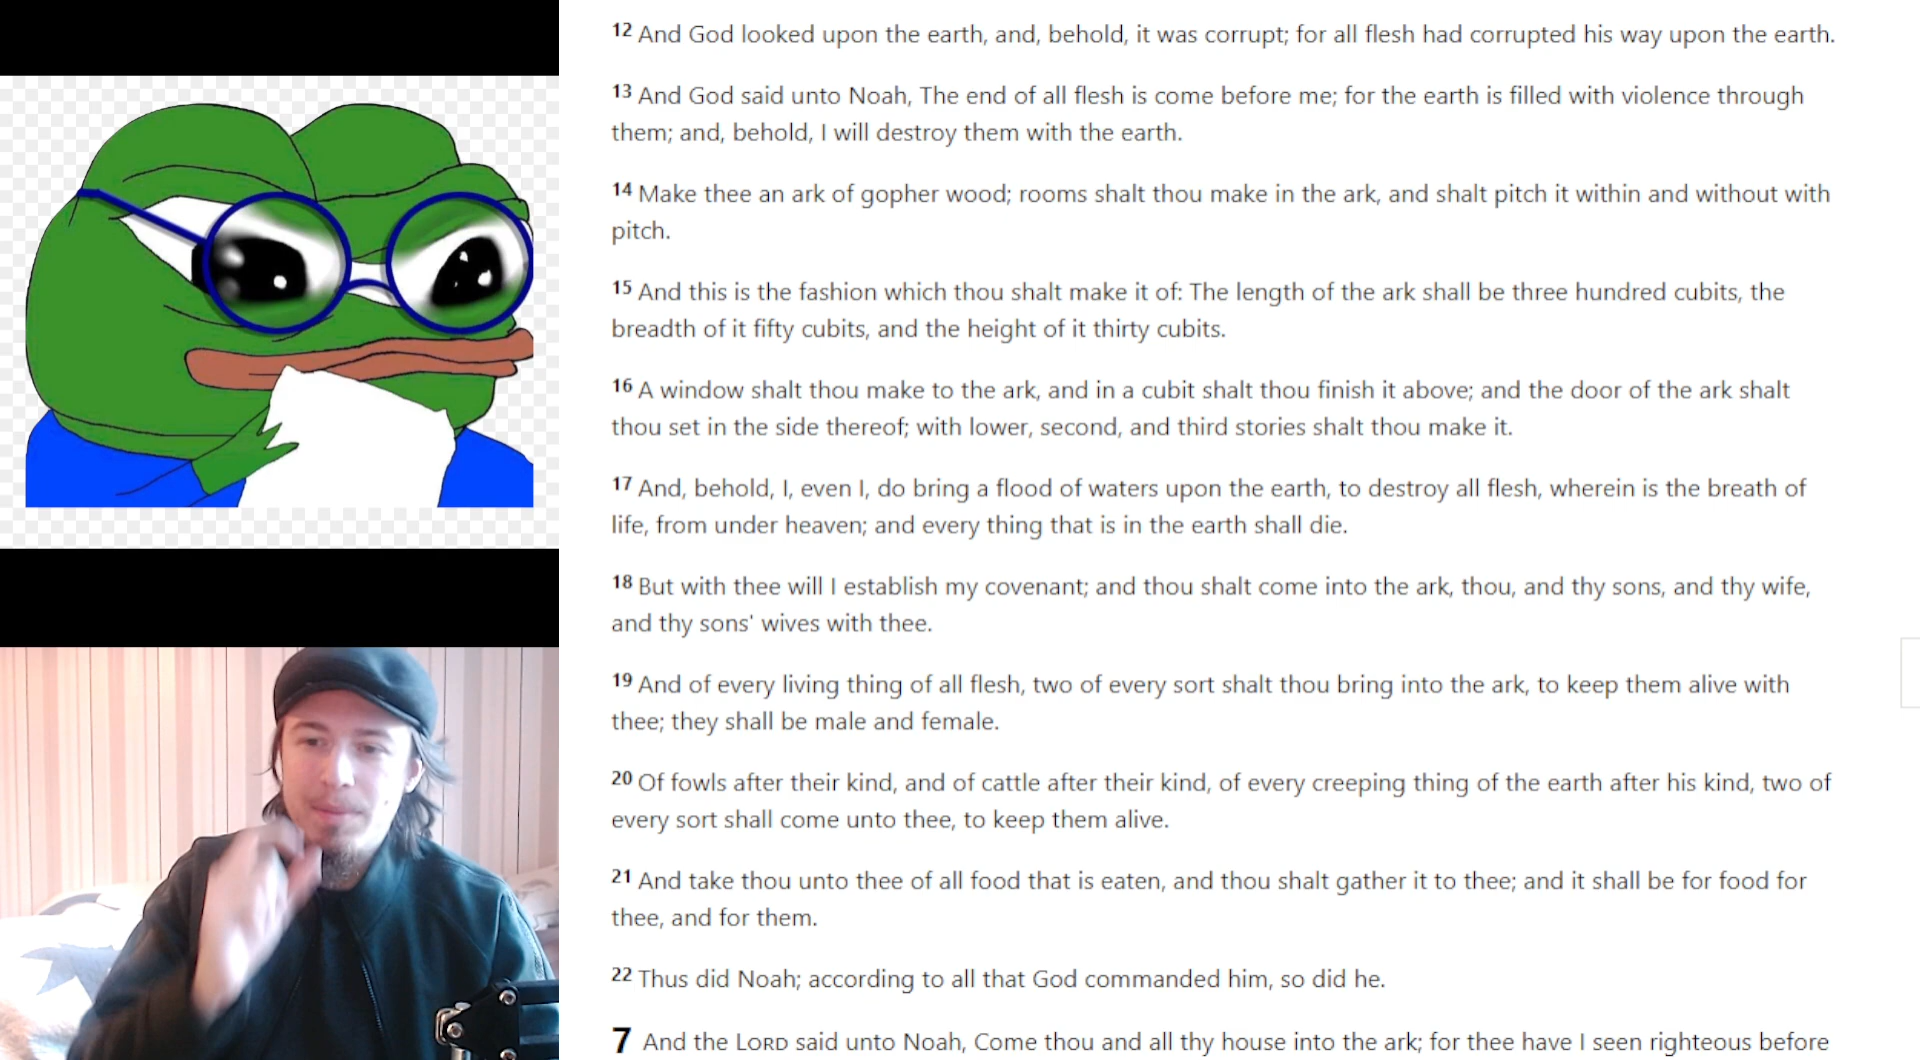 12 And God looked upon the earth, and, behold, it was corrupt; for all flesh had corrupted his way upon the earth.
13 And God said unto Noah, The end of all flesh is come before me; for the earth is filled with violence through
them; and, behold, I will destroy them with the earth.
14 Make thee an ark of gopher wood; rooms shalt thou make in the ark, and shalt pitch it within and without with
pitch.
15 And this is the fashion which thou shalt make it of: The length of the ark shall be three hundred cubits, the
breadth of it fifty cubits, and the height of it thirty cubits.
16 A window shalt thou make to the ark, and in a cubit shalt thou finish it above; and the door of the ark shalt
thou set in the side thereof; with lower, second, and third stories shalt thou make it.
17 And, behold, I, even I, do bring a flood of waters upon the earth, to destroy all flesh, wherein is the breath of
life, from under heaven; and every thing that is in the earth shall die.
18 But with thee will I establish my covenant; and thou shalt come into the ark, thou, and thy sons, and thy wife,
and thy sons' wives with thee.
19 And of every living thing of all flesh, two of every sort shalt thou bring into the ark, to keep them alive with
thee; they shall be male and female.
20 Of fowls after their kind, and of cattle after their kind, of every creeping thing of the earth after his kind, two of
every sort shall come unto thee, to keep them alive.
21 And take thou unto thee of all food that is eaten, and thou shalt gather it to thee; and it shall be for food for
thee, and for them.
22 Thus did Noah; according to all that God commanded him, so did he.
7 And the LORD said unto Noah, Come thou and all thy house into the ark; for thee have I seen righteous before